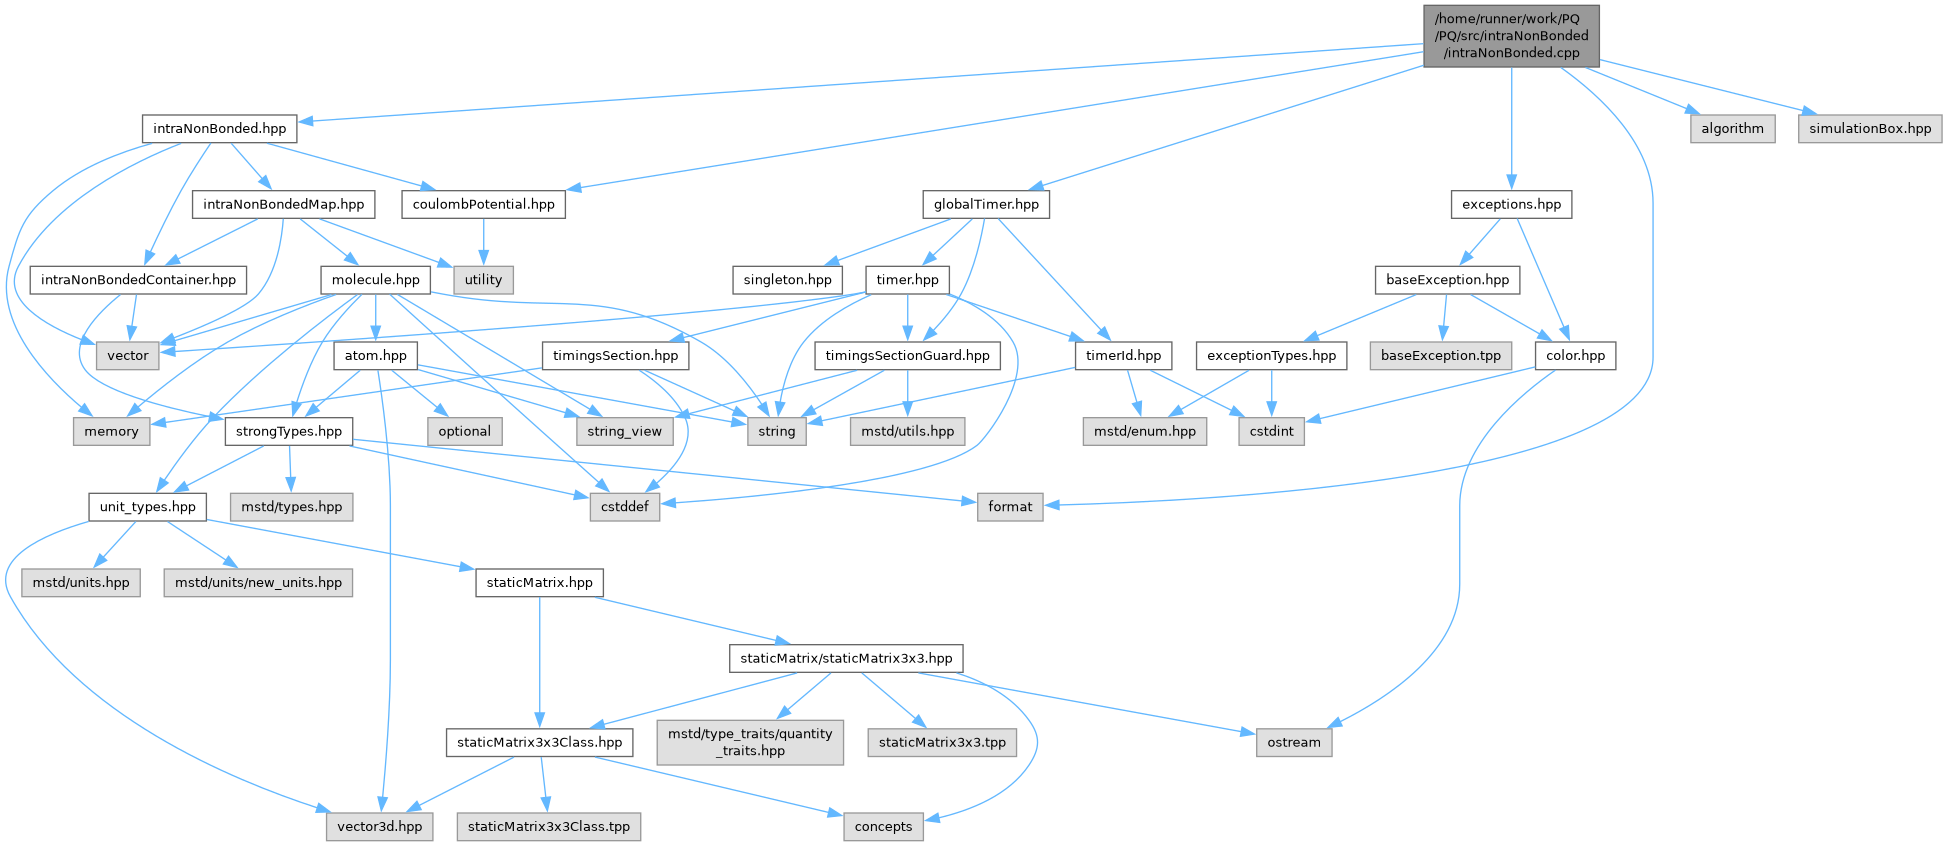 /home/runner/work/PQ
/PQ/src/intraNonBonded
/intraNonBonded.cpp
intraNonBonded.hpp
algorithm
simulationBox.hpp
intraNonBondedMap.hpp
coulombPotential.hpp
globalTimer.hpp
exceptions.hpp
intraNonBondedContainer.hpp
molecule.hpp
utility
singleton.hpp
timer.hpp
baseException.hpp
vector
atom.hpp
timingsSection.hpp
timingsSectionGuard.hpp
timerId.hpp
exceptionTypes.hpp
baseException.tpp
color.hpp
memory
strongTypes.hpp
optional
string_view
string
mstd/utils.hpp
mstd/enum.hpp
cstdint
unit_types.hpp
mstd/types.hpp
cstddef
format
mstd/units.hpp
mstd/units/new_units.hpp
staticMatrix.hpp
staticMatrix/staticMatrix3x3.hpp
staticMatrix3x3Class.hpp
mstd/type_traits/quantity
_traits.hpp
staticMatrix3x3.tpp
ostream
vector3d.hpp
staticMatrix3x3Class.tpp
concepts